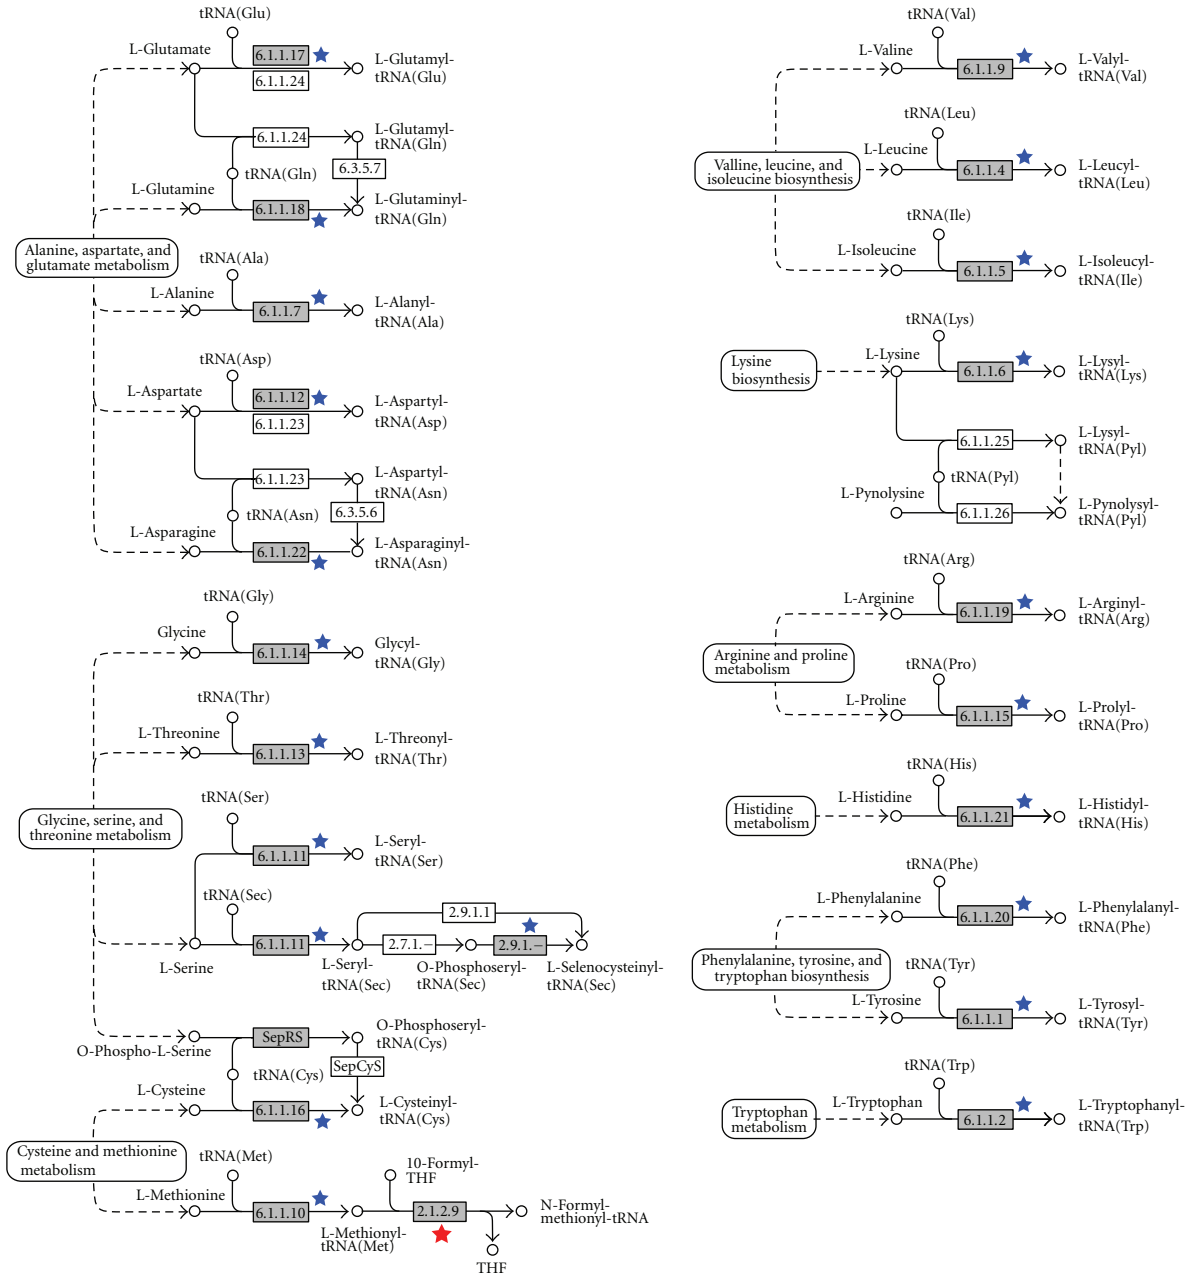 tRNA(Glu)
L-Glutamate
6.1.1.17
6.1.1.24
L-Glutamyl-
tRNA(Glu)
6.1.1.24
L-Glutamyl-
tRNA(Gln)
tRNA(Gln)
6.3.5.7
L-Glutamine
6.1.1.18
L-Glutaminyl-
tRNA(Gln)
Alanine, aspartate, and
glutamate metabolism
tRNA(Ala)
L-Alanine
6.1.1.7
L-Alanyl-
tRNA(Ala)
tRNA(Asp)
L-Aspartate
6.1.1.12
6.1.1.23
L-Aspartyl-
tRNA(Asp)
6.1.1.23
L-Aspartyl-
tRNA(Asn)
tRNA(Asn)
6.3.5.6
L-Asparagine
6.1.1.22
L-Asparaginyl-
tRNA(Asn)
tRNA(Gly)
Glycine
6.1.1.14
Glycyl-
tRNA(Gly)
tRNA(Thr)
L-Threonine
6.1.1.13
L-Threonyl-
tRNA(Thr)
Glycine, serine, and
threonine metabolism
tRNA(Ser)
6.1.1.11
L-Seryl-
tRNA(Ser)
tRNA(Sec)
L-Serine
6.1.1.11
L-Seryl-
tRNA(Sec)
2.9.1.1
2.7.1.−
O-Phosphoseryl-
tRNA(Sec)
2.9.1.−
L-Selenocysteinyl-
tRNA(Sec)
O-Phospho-L-Serine
SepRS
O-Phosphoseryl-
tRNA(Cys)
tRNA(Cys)
SepCyS
L-Cysteine
6.1.1.16
L-Cysteinyl-
tRNA(Cys)
Cysteine and methionine
metabolism
tRNA(Met)
L-Methionine
6.1.1.10
L-Methionyl-
tRNA(Met)
10-Formyl-
THF
2.1.2.9
N-Formyl-
methionyl-tRNA
THF
tRNA(Val)
L-Valine
6.1.1.9
L-Valyl-
tRNA(Val)
Valline, leucine, and
isoleucine biosynthesis
tRNA(Leu)
L-Leucine
6.1.1.4
L-Leucyl-
tRNA(Leu)
tRNA(Ile)
L-Isoleucine
6.1.1.5
L-Isoleucyl-
tRNA(Ile)
Lysine
biosynthesis
tRNA(Lys)
L-Lysine
6.1.1.6
L-Lysyl-
tRNA(Lys)
6.1.1.25
L-Lysyl-
tRNA(Pyl)
tRNA(Pyl)
L-Pynolysine
6.1.1.26
L-Pynolysyl-
tRNA(Pyl)
tRNA(Arg)
L-Arginine
6.1.1.19
L-Arginyl-
tRNA(Arg)
Arginine and proline
metabolism
tRNA(Pro)
L-Proline
6.1.1.15
L-Prolyl-
tRNA(Pro)
Histidine
metabolism
tRNA(His)
L-Histidine
6.1.1.21
L-Histidyl-
tRNA(His)
tRNA(Phe)
L-Phenylalanine
6.1.1.20
L-Phenylalanyl-
tRNA(Phe)
Phenylalanine, tyrosine, and
tryptophan biosynthesis
tRNA(Tyr)
L-Tyrosine
6.1.1.1
L-Tyrosyl-
tRNA(Tyr)
Tryptophan
metabolism
tRNA(Trp)
L-Tryptophan
6.1.1.2
L-Tryptophanyl-
tRNA(Trp)